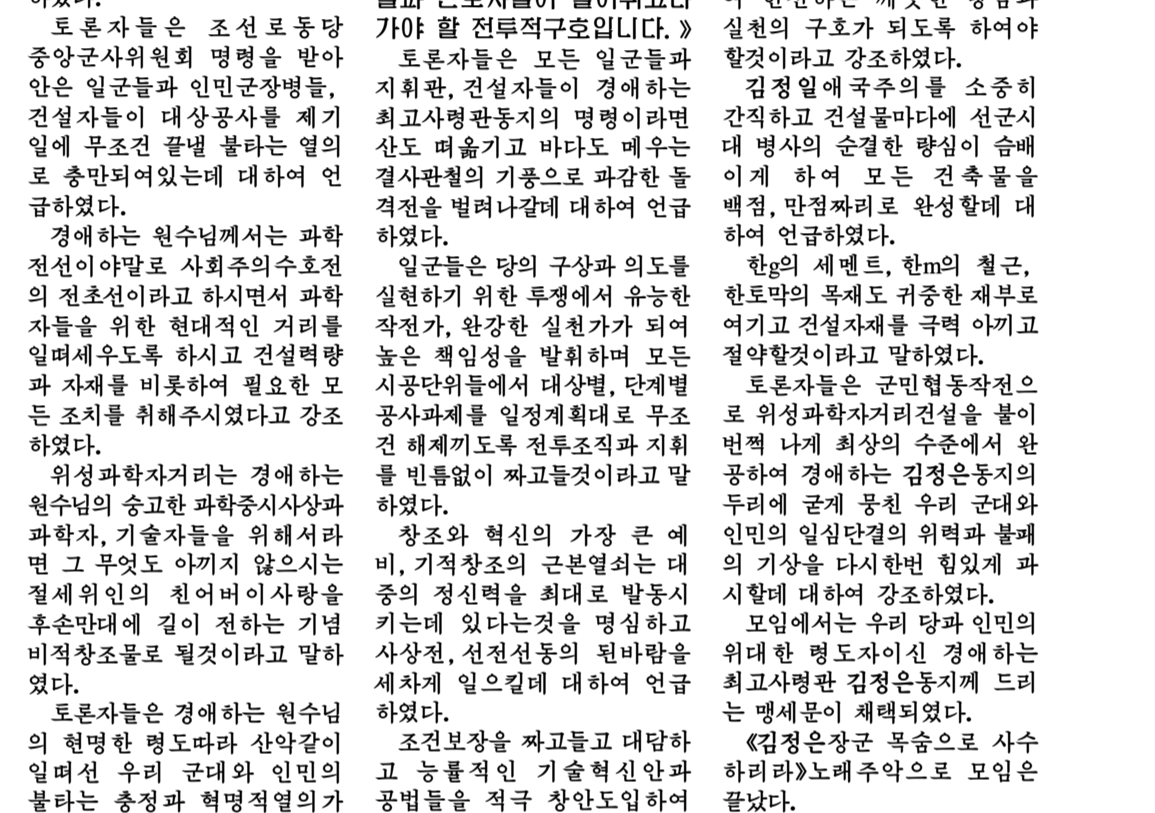 토론자들은 조선로동당
중앙군사위원회 명령을 받아
안은 일군들과 인민군장병들,
건설자들이 대상공사를 제기
일에 무조건 끝낼 불타는 열의
로 충만되여있는데 대하여 언
급하였다.
경애하는 원수님께서는 과학
전선이야말로 사회주의수호전
의 전초선이라고 하시면서 과학
자들을 위한 현대적인 거리를
일떠세우도록 하시고 건설력량
과 자재를 비롯하여 필요한 모
든 조치를 취해주시였다고 강조
하였다.
위성과학자거리는 경애하는
원수님의 숭고한 과학중시사상과
과학자, 기술자들을 위해서라
면 그 무엇도 아끼지 않으시는
절세위인의 친어버이사랑을
후손만대에 길이 전하는 기념
비적창조물로 될것이라고 말하
였다.
토론자들은 경애하는 원수님
의 현명한 령도따라 산악같이
일떠선 우리 군대와 인민의
불타는 충정과 혁명적열의가
가야 할 전투적구호입니다.》
토론자들은 모든 일군들과
지휘판, 건설자들이 경애하는
최고사령관동지의 명령이라면
산도 떠옮기고 바다도 메우는
결사판철의 기풍으로 과감한 돌
격전을 벌려나갈데 대하여 언급
하였다.
일군들은 당의 구상과 의도를
실현하기 위한 투쟁에서 유능한
작전가, 완강한 실천가가 되여
높은 책임성을 발휘하며 모든
시공단위들에서 대상별, 단계별
공사과제를 일정계획대로 무조
건 해제끼도록 전투조직과 지휘
를 빈틈없이 짜고들것이라고 말
하였다.
창조와 혁신의 가장 큰 예
비, 기적창조의 근본열쇠는 대
중의 정신력을 최대로 발동시
키는데 있다는것을 명심하고
사상전, 선전선동의 된바람을
세차게 일으킬데 대하여 언급
하였다.
조건보장을 짜고들고 대담하
고 능률적인 기술혁신안과
공법들을 적극 창안도입하여
실천의 구호가 되도록 하여야
할것이라고 강조하였다.
김정일애국주의를 소중히
간직하고 건설물마다에 선군시
대 병사의 순결한 량심이 슴배
이게 하여 모든 건축물을
백점, 만점짜리로 완성할데 대
하여 언급하였다.
한g의 세멘트, 한m의 철근,
한토막의 목재도 귀중한 재부로
여기고 건설자재를 극력 아끼고
절약할것이라고 말하였다.
토론자들은 군민협동작전으
로 위성과학자거리건설을 불이
번쩍 나게 최상의 수준에서 완
공하여 경애하는 김정은동지의
두리에 굳게 뭉친 우리 군대와
인민의 일심단결의 위력과 불패
의 기상을 다시한번 힘있게 과
시할데 대하여 강조하였다.
모임에서는 우리 당과 인민의
위대한 령도자이신 경애하는
최고사령관 김정은동지께 드리
는 맹세문이 채택되였다.
《김정은장군 목숨으로 사수
하리라》노래주악으로 모임은
끝났다.